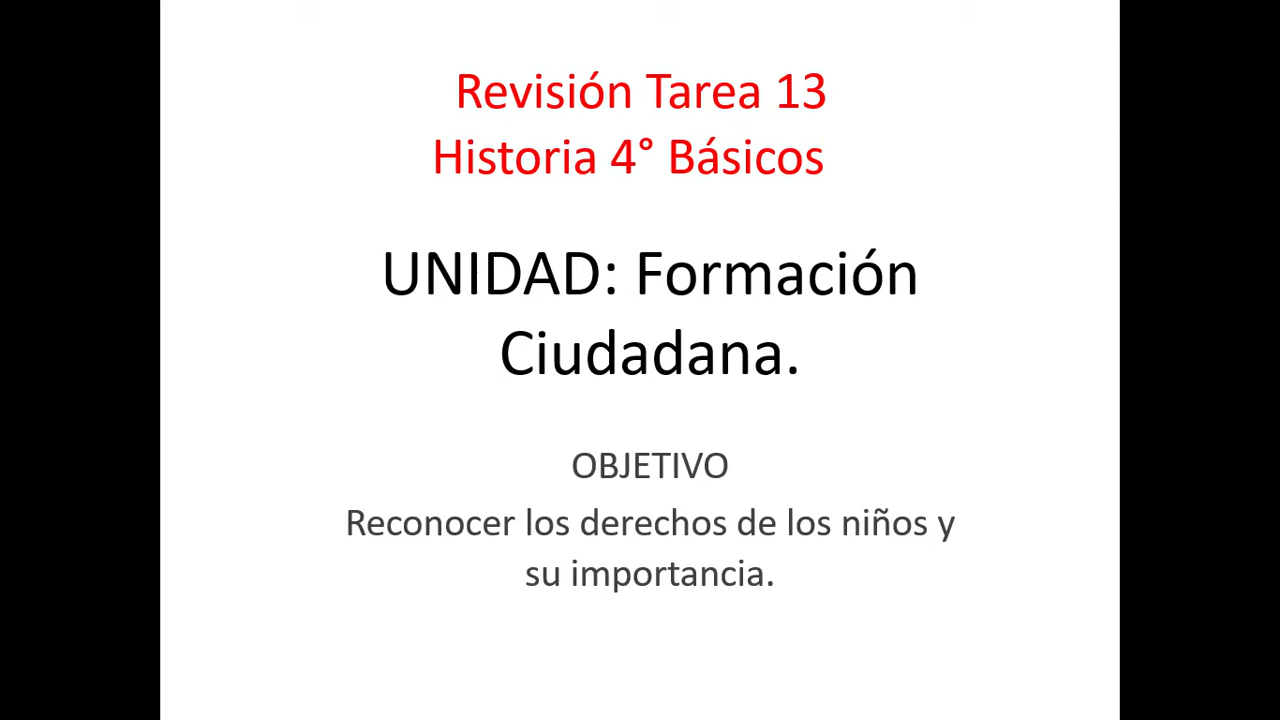 Revisión Tarea 13
Historia 4° Básicos
UNIDAD: Formación
Ciudadana.
OBJETIVO
Reconocer los derechos de los niños y
su importancia.